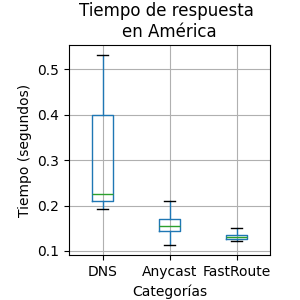 Tiempo de respuesta
en América
Tiempo (segundos)
0.5
0.4
0.3
0.2
0.1
DNS Anycast FastRoute
Categorías